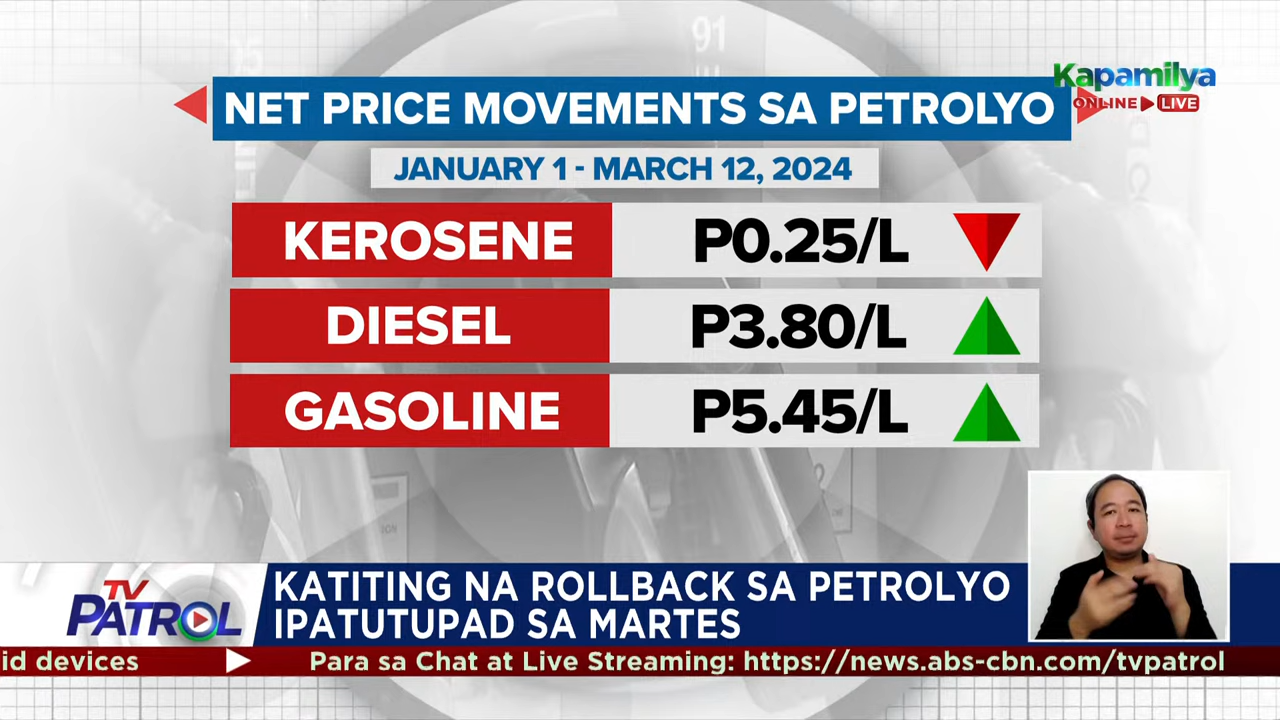 91
Kapamilya
ONLINE LIVE
NET PRICE MOVEMENTS SA PETROLYO
JANUARY 1 - MARCH 12, 2024
KEROSENE P0.25/L
DIESEL P3.80/L
GASOLINE P5.45/L
TV
PATROL
KATITING NA ROLLBACK SA PETROLYO
IPATUTUPAD SA MARTES
id devices Para sa Chat at Live Streaming: https://news.abs-cbn.com/tvpatrol